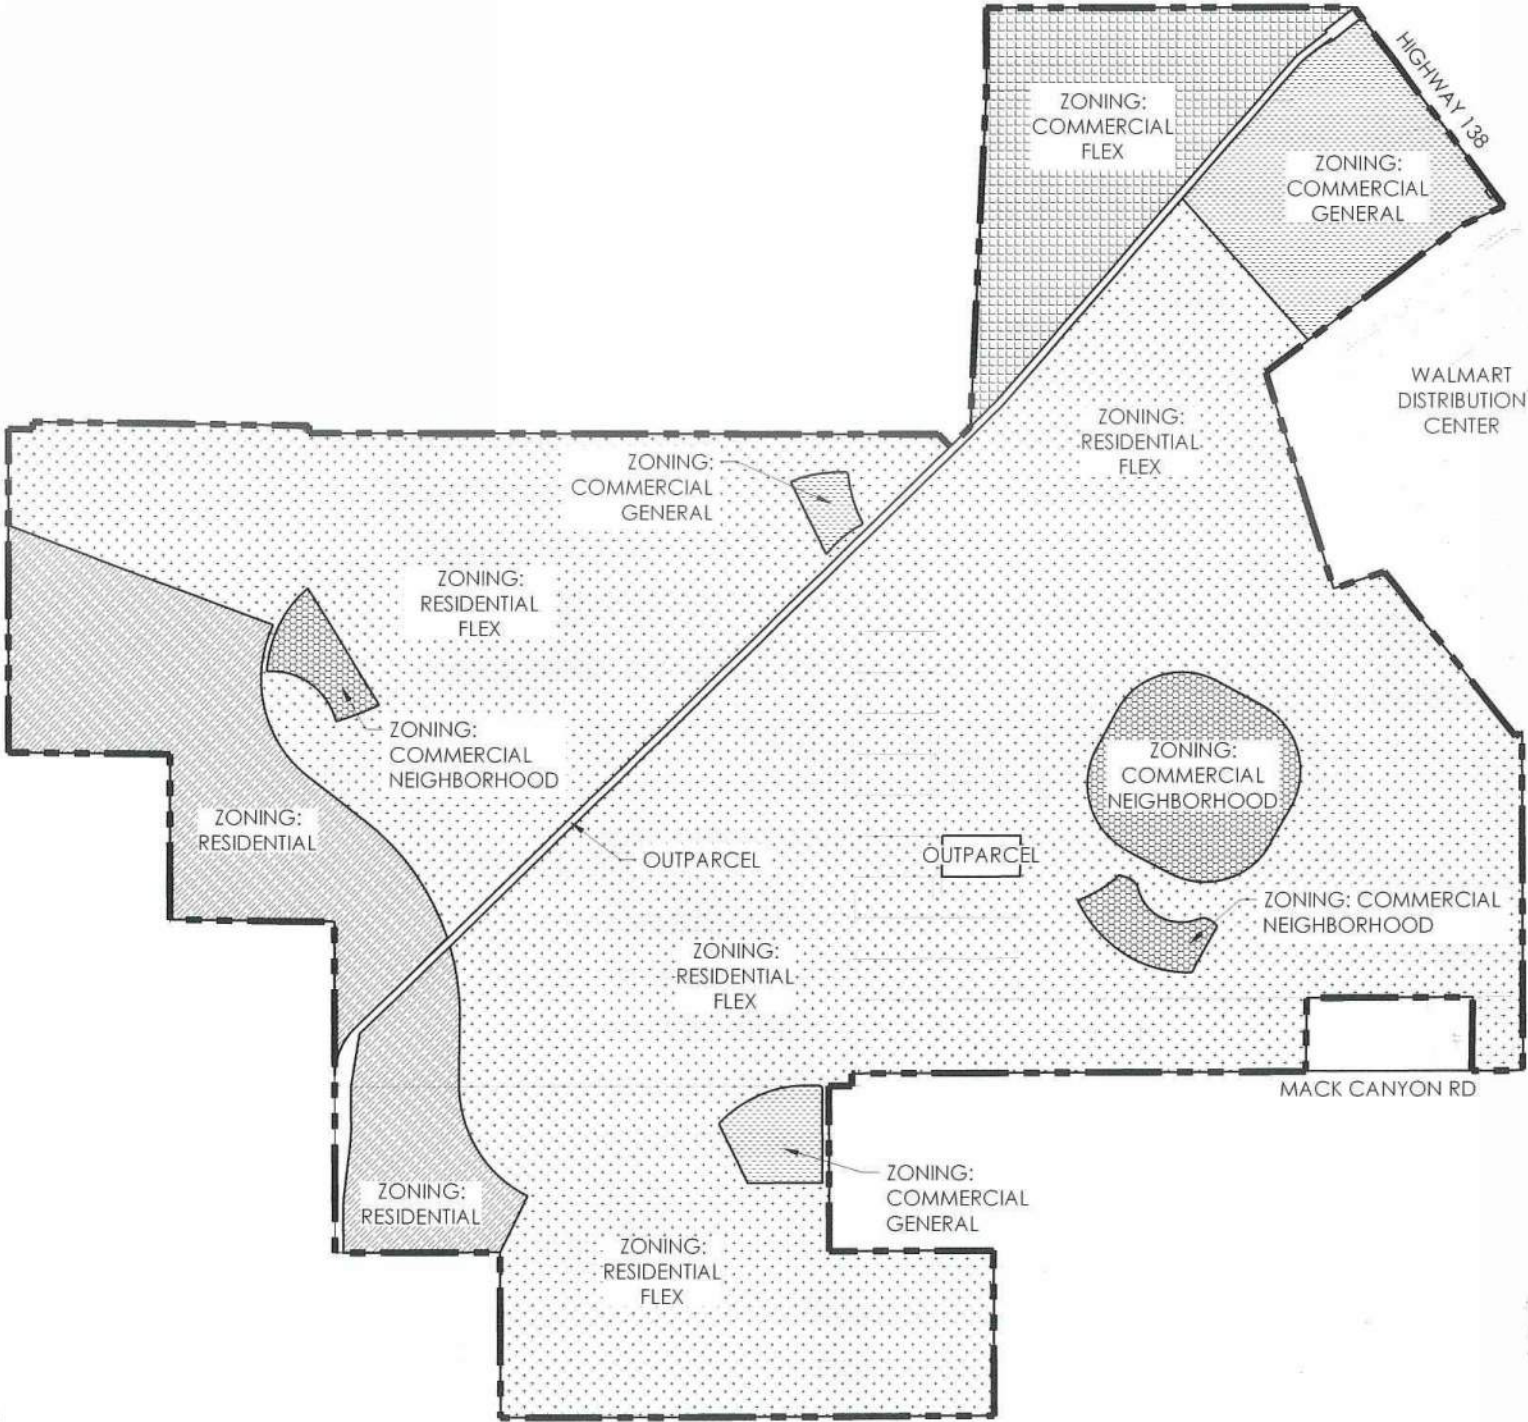 ZONING:
COMMERCIAL
FLEX
HIGHWAY 138
ZONING:
COMMERCIAL
GENERAL
WALMART
DISTRIBUTION
CENTER
ZONING:
RESIDENTIAL
FLEX
ZONING:
COMMERCIAL
GENERAL
ZONING:
RESIDENTIAL
FLEX
ZONING:
COMMERCIAL
NEIGHBORHOOD
ZONING:
COMMERCIAL
NEIGHBORHOOD
ZONING:
RESIDENTIAL
OUTPARCEL
OUTPARCEL
ZONING: COMMERCIAL
NEIGHBORHOOD
ZONING:
RESIDENTIAL
FLEX
MACK CANYON RD
ZONING:
COMMERCIAL
GENERAL
ZONING:
RESIDENTIAL
ZONING:
RESIDENTIAL
FLEX